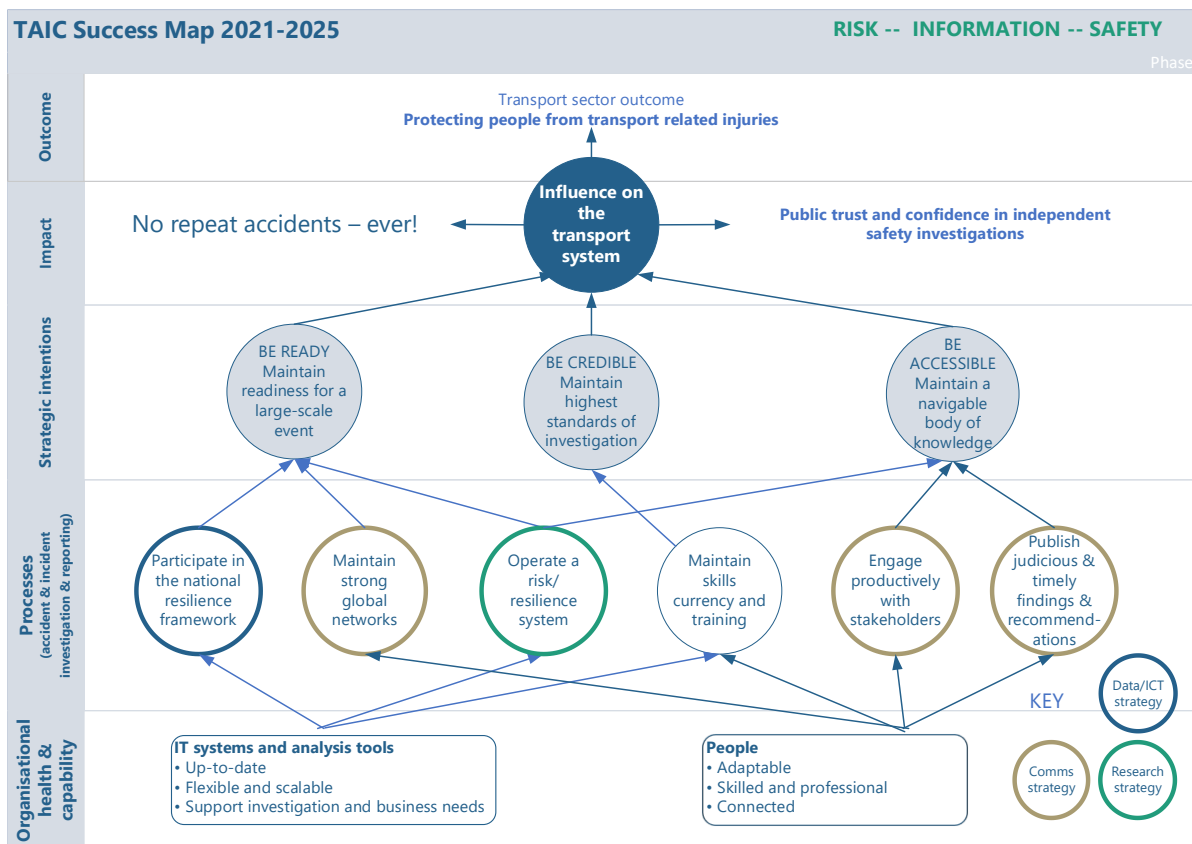 TAIC Success Map 2021-2025
RISK -- INFORMATION -- SAFETY
Phase
Outcome
Transport sector outcome
Protecting people from transport related injuries
Impact
No repeat accidents – ever!
Influence on
the
transport
system
Public trust and confidence in independent
safety investigations
Strategic intentions
BE READY
Maintain
readiness for a
large-scale
event
BE CREDIBLE
Maintain
highest
standards of
investigation
BE
ACCESSIBLE
Maintain a
navigable
body of
knowledge
Processes
(accident & incident
investigation & reporting)
Participate in
the national
resilience
framework
Maintain
strong
global
networks
Operate a
risk/
resilience
system
Maintain
skills
currency and
training
Engage
productively
with
stakeholders
Publish
judicious &
timely
findings &
recommend-
ations
Organisational
health &
capability
IT systems and analysis tools
• Up-to-date
• Flexible and scalable
• Support investigation and business needs
People
• Adaptable
• Skilled and professional
• Connected
KEY
Data/ICT
strategy
Comms
strategy
Research
strategy